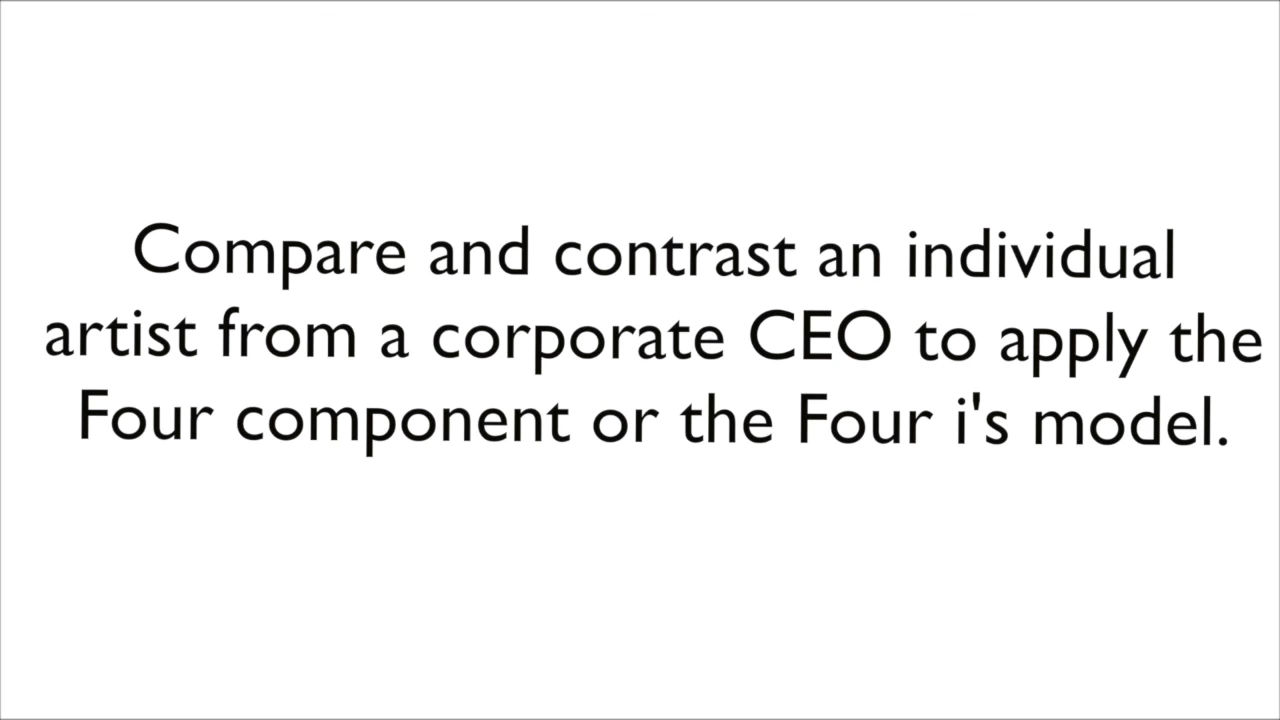 Compare and contrast an individual
artist from a corporate CEO to apply the
Four component or the Four i's model.